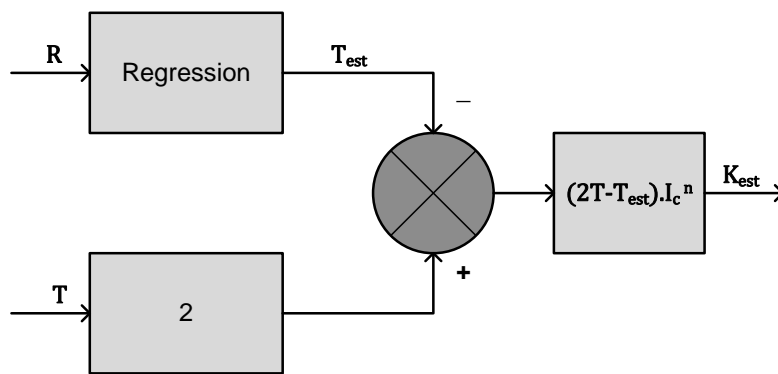 R
Regression
T_est
−
(2T-T_est).I_c^n
K_est
+
T
2